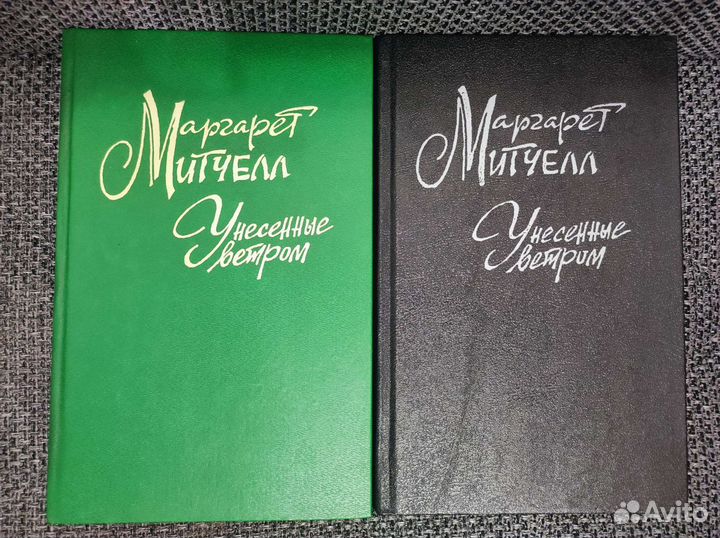 Маргарет
Митчелл
Унесенные
ветром
Маргарет
Митчелл
Унесенные
ветром
Avito